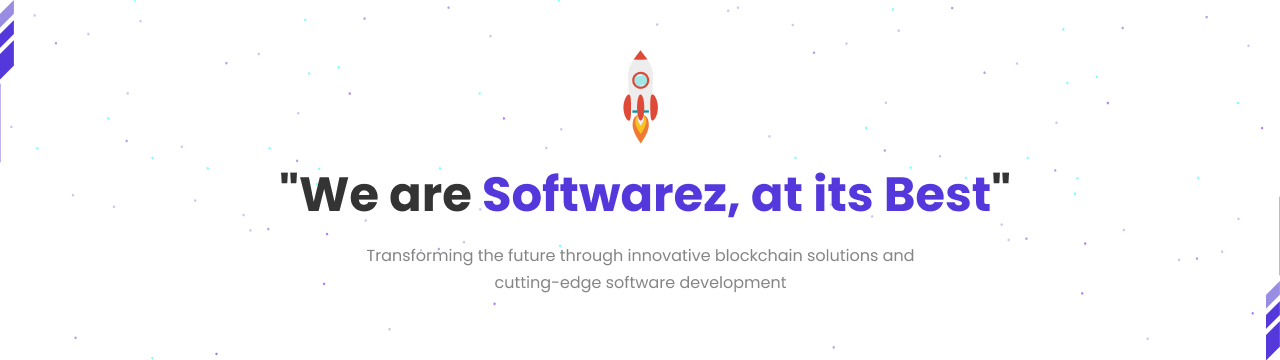 "We are Softwarez, at its Best"
Transforming the future through innovative blockchain solutions and
cutting-edge software development